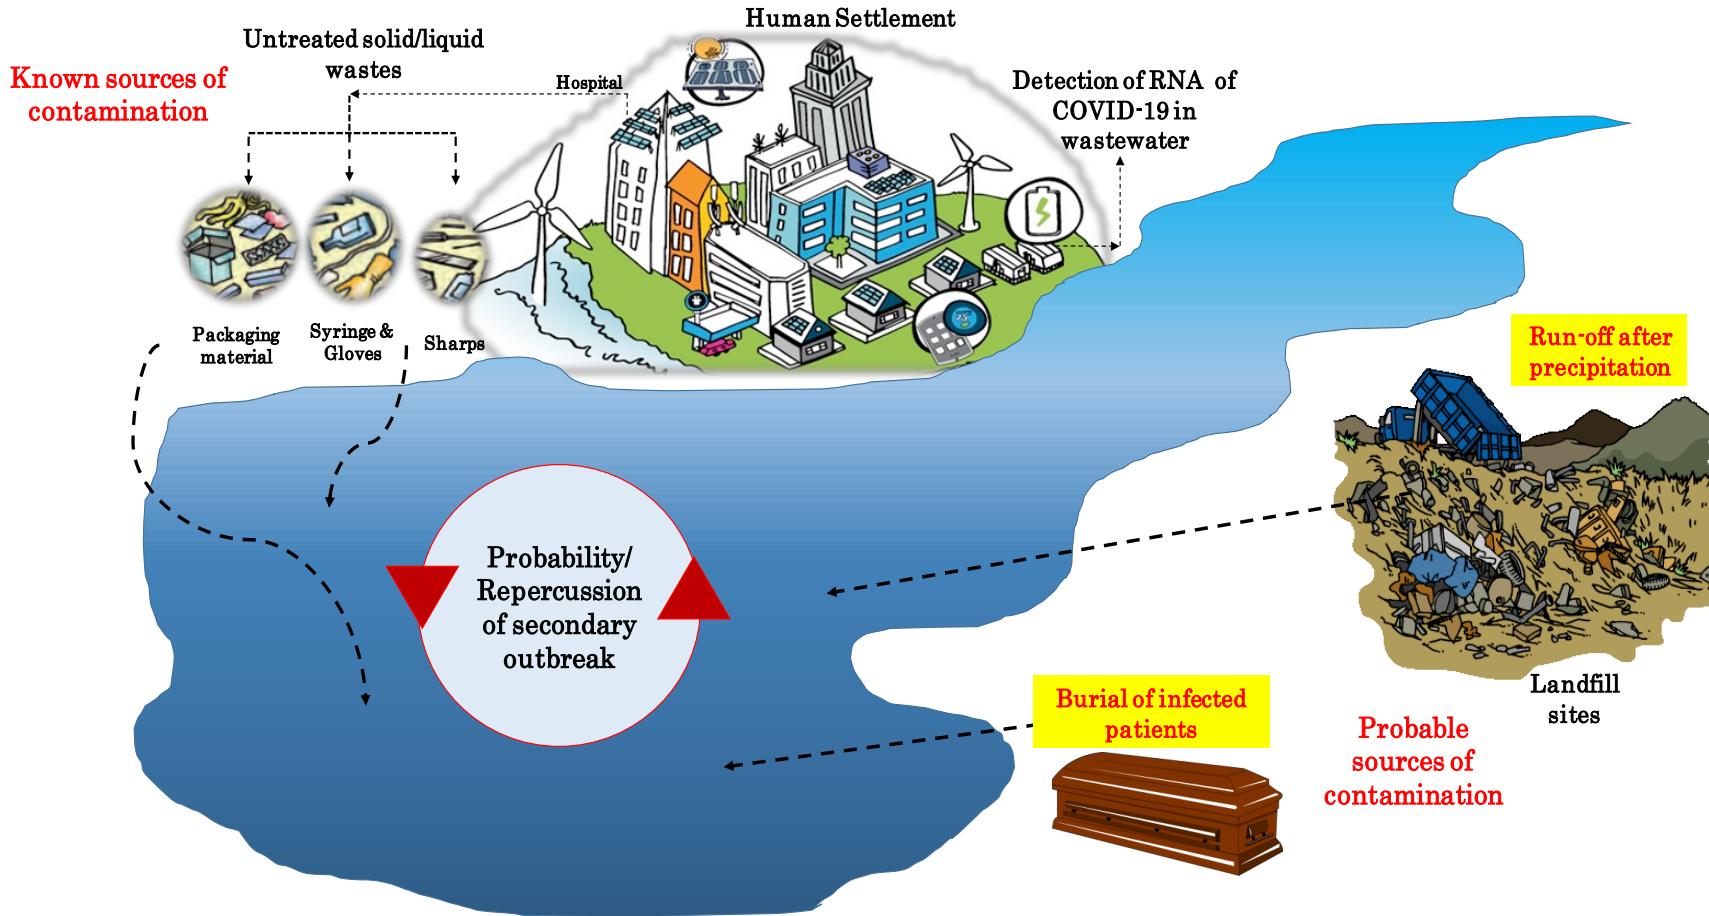 Human Settlement
Untreated solid/liquid
wastes
Known sources of
contamination
Hospital
Detection of RNA of
COVID-19 in
wastewater
Packaging
material
Syringe &
Gloves
Sharps
Run-off after
precipitation
Probability/
Repercussion
of secondary
outbreak
Landfill
sites
Burial of infected
patients
Probable
sources of
contamination